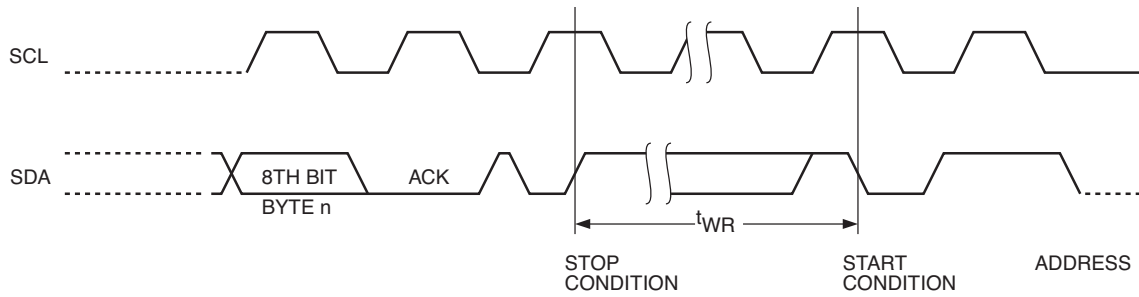 SCL
SDA
8TH BIT
ACK
BYTE n
tWR
STOP
CONDITION
START
CONDITION
ADDRESS